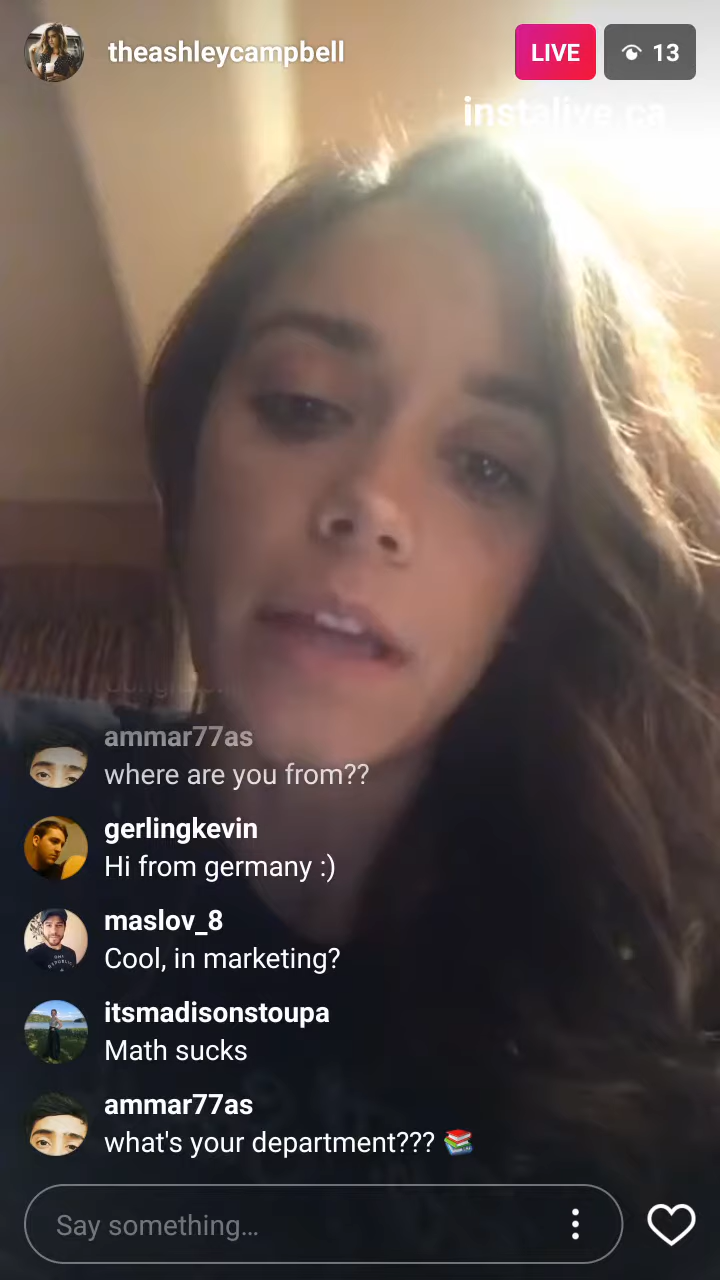 theashleycampbell
LIVE
13
instalive.ca
ammar77as
where are you from??
gerlingkevin
Hi from germany :)
maslov_8
Cool, in marketing?
itsmadisonstoupa
Math sucks
ammar77as
what's your department??? 📚
Say something...